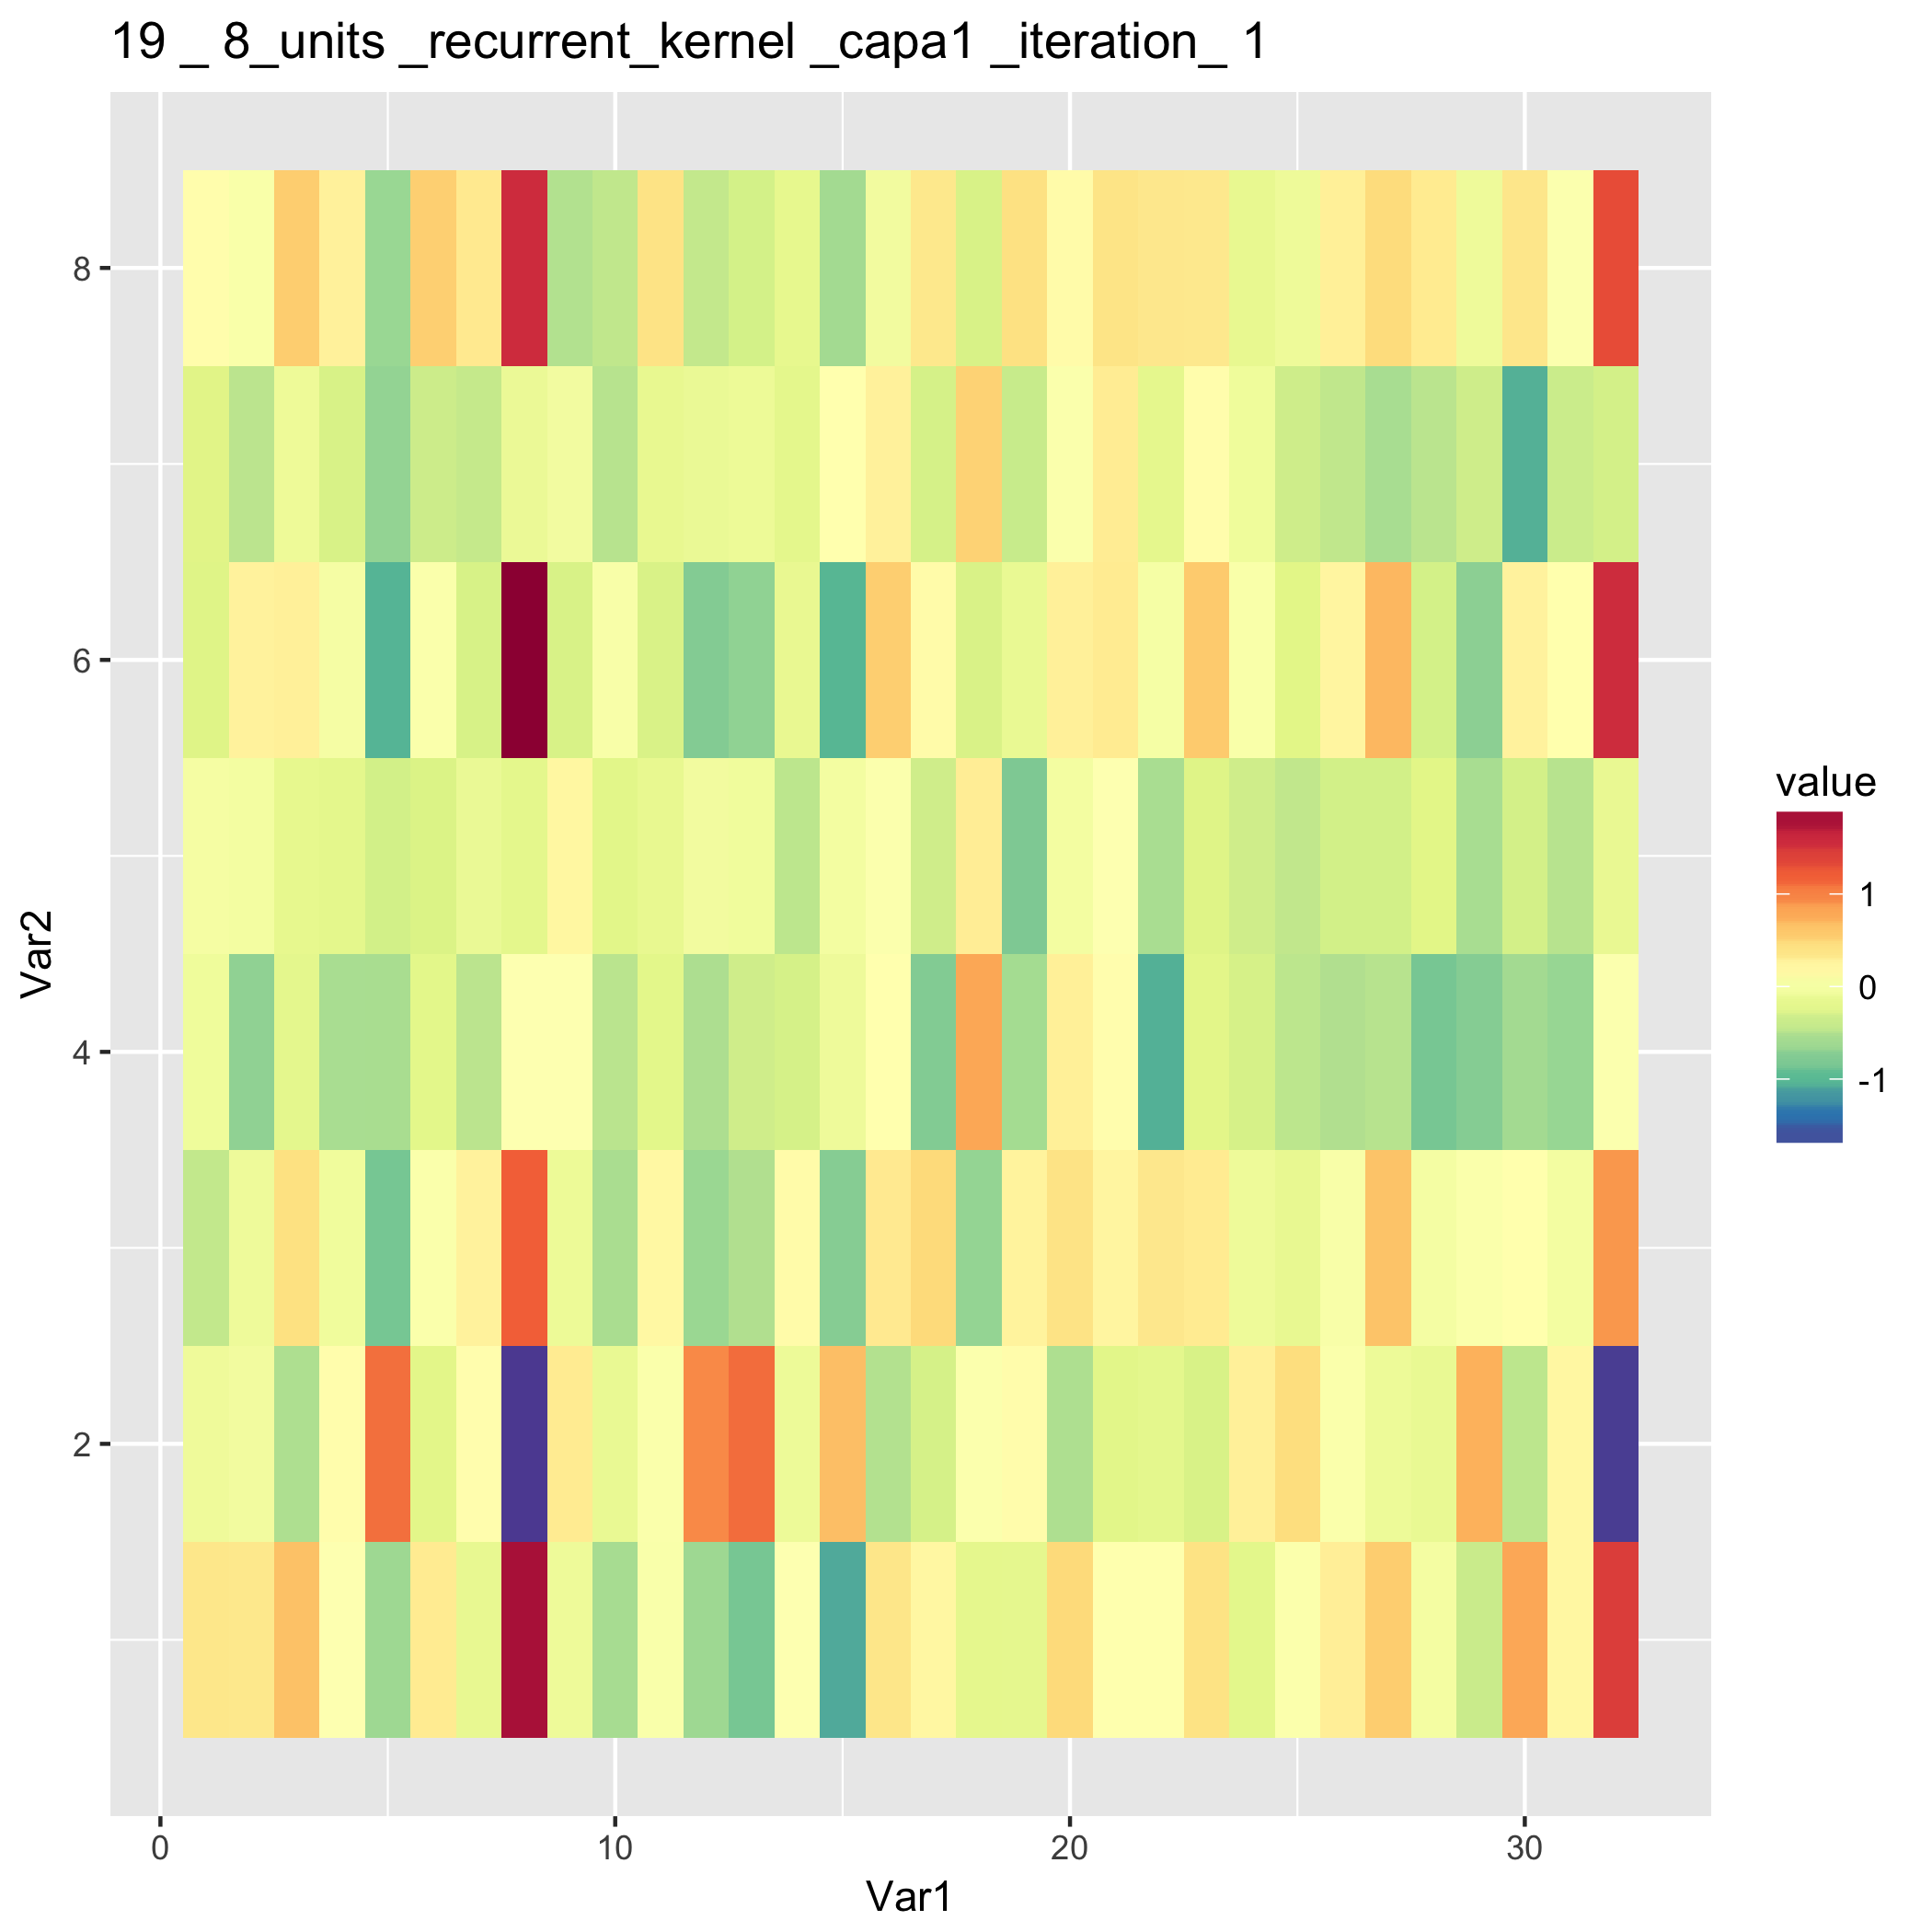 19 _ 8_units _recurrent_kernel _capa1 _iteration_ 1
8
6
4
2
Var2
0
10
20
30
Var1
value
1
0
-1